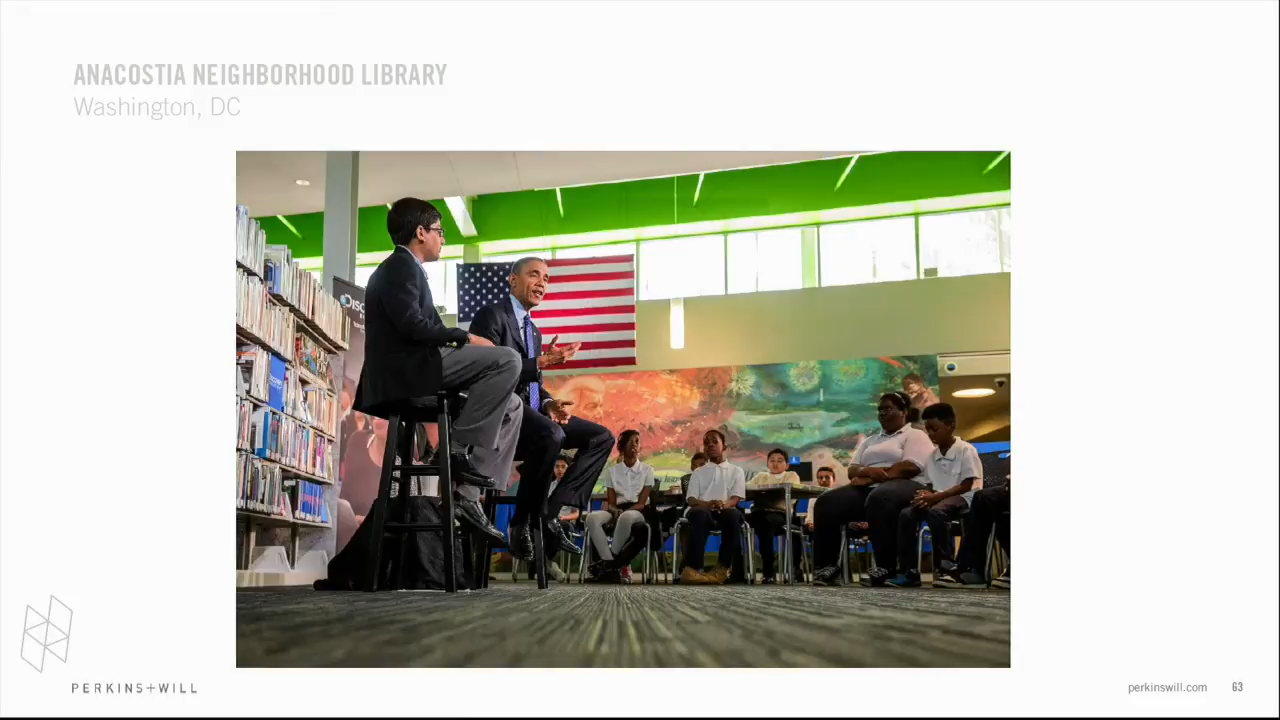 ANACOSTIA NEIGHBORHOOD LIBRARY
Washington, DC
PERKINS+WILL
perkinswill.com 63